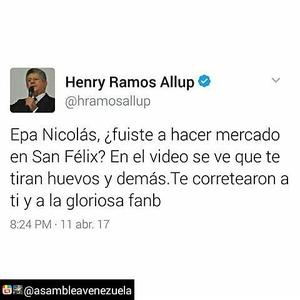 Henry Ramos Allup
@hramosallup
Epa Nicolás, ¿fuiste a hacer mercado
en San Félix? En el video se ve que te
tiran huevos y demás.Te corretearon a
ti y a la gloriosa fanb
8:24 PM · 11 abr. 17
@asambleavenezuela